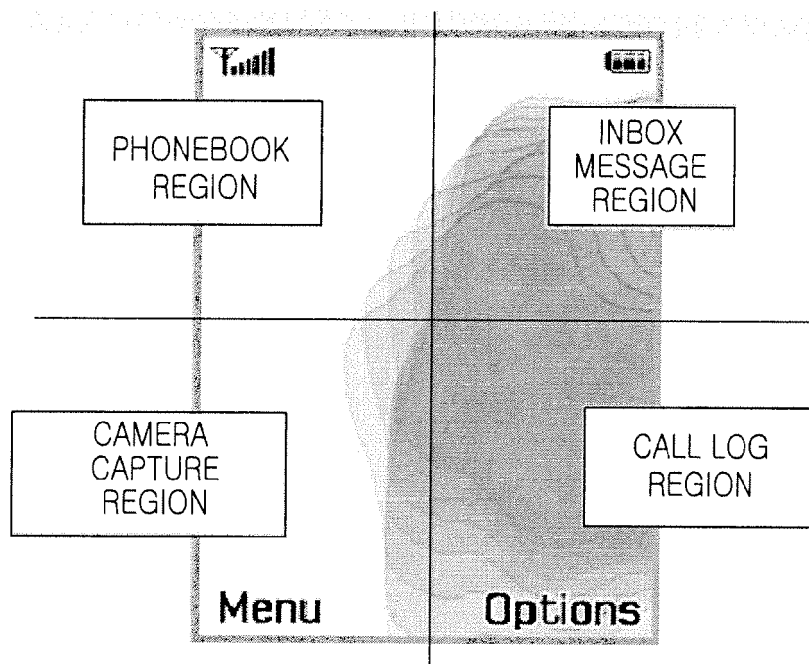 PHONEBOOK
REGION
INBOX
MESSAGE
REGION
CAMERA
CAPTURE
REGION
CALL LOG
REGION
Menu
Options